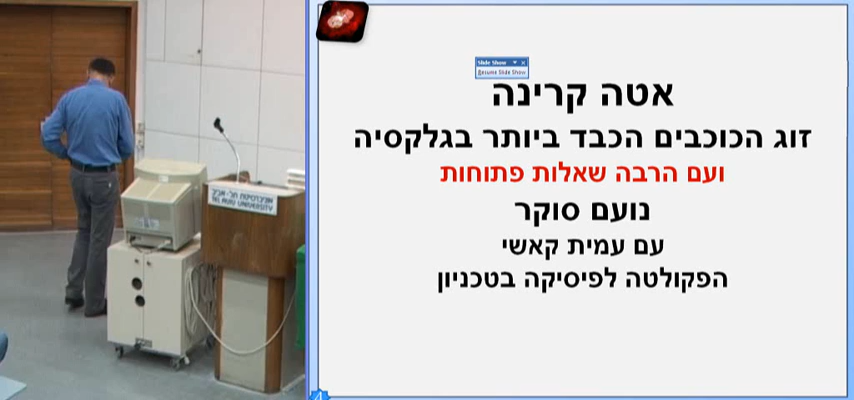 Slide Show
Resume Slide Show
אטה קרינה
זוג הכוכבים הכבד ביותר בגלקסיה
ועם הרבה שאלות פתוחות
נועם סוקר
עם עמית קאשי
הפקולטה לפיסיקה בטכניון
אוניברסיטת תל-אביב
TEL AVIV UNIVERSITY